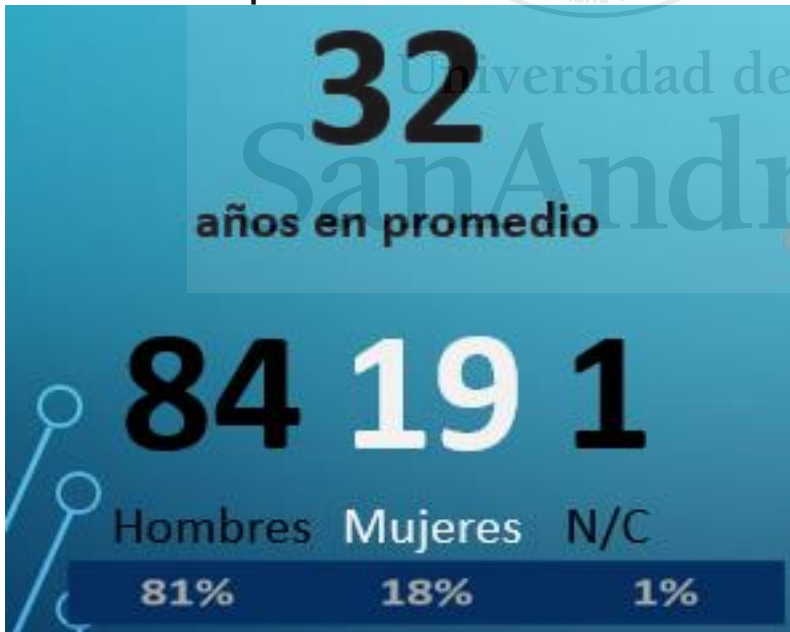 Universidad de
SanAndr
32
años en promedio
84 19 1
Hombres Mujeres N/C
81% 18% 1%